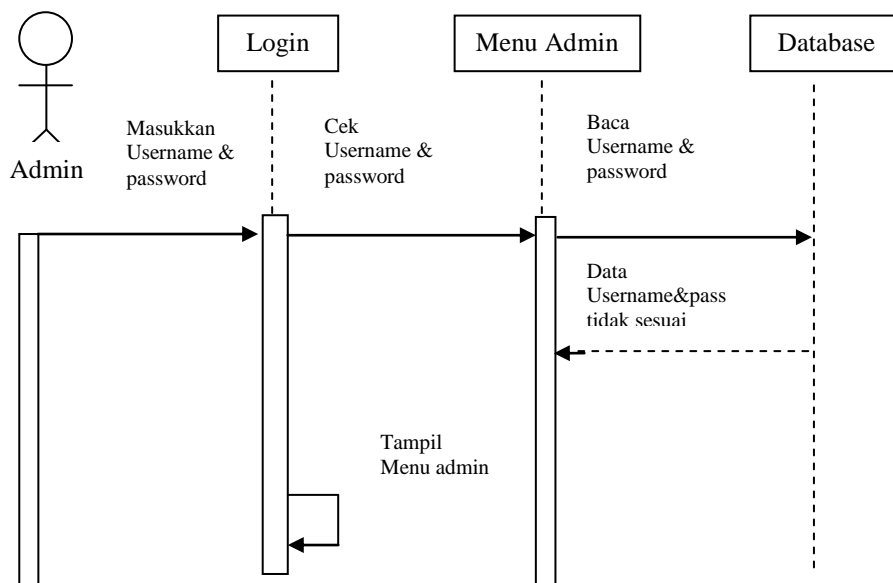 Login
Menu Admin
Database
Admin
Masukkan
Username &
password
Cek
Username &
password
Baca
Username &
password
Data
Username&pass
tidak sesuai
Tampil
Menu admin